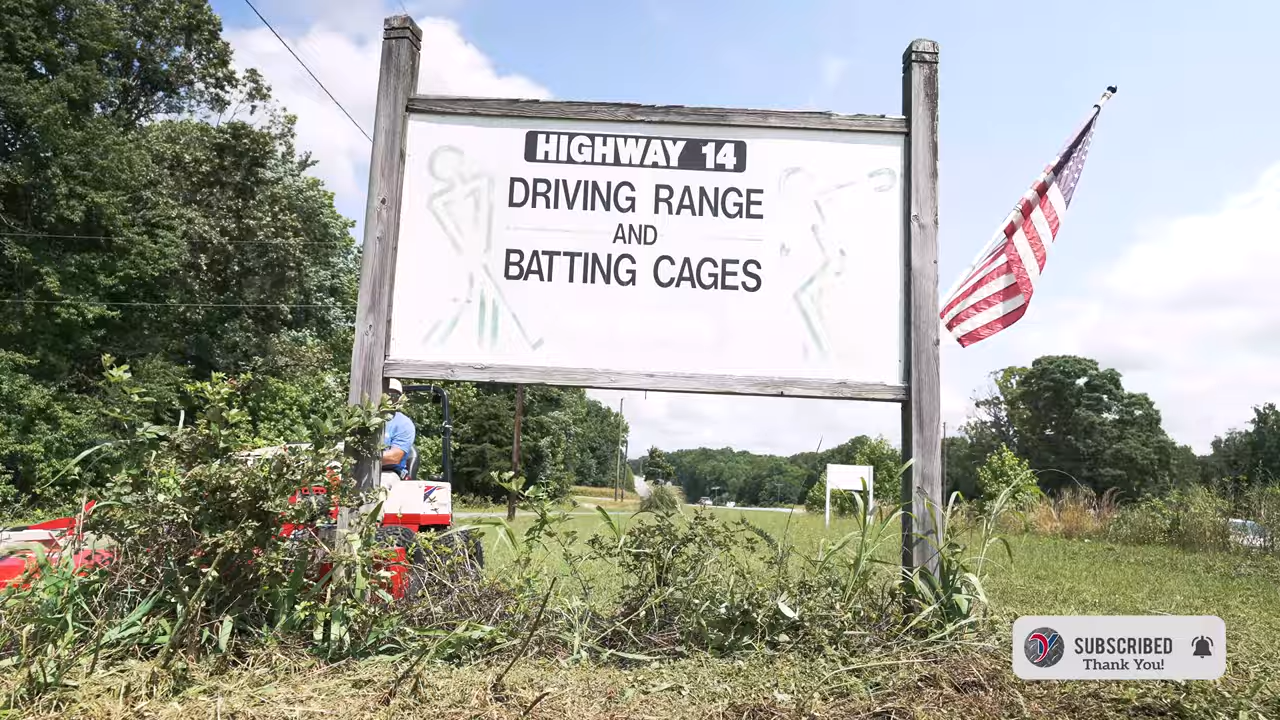 HIGHWAY 14
DRIVING RANGE
AND
BATTING CAGES
SUBSCRIBED
Thank You!